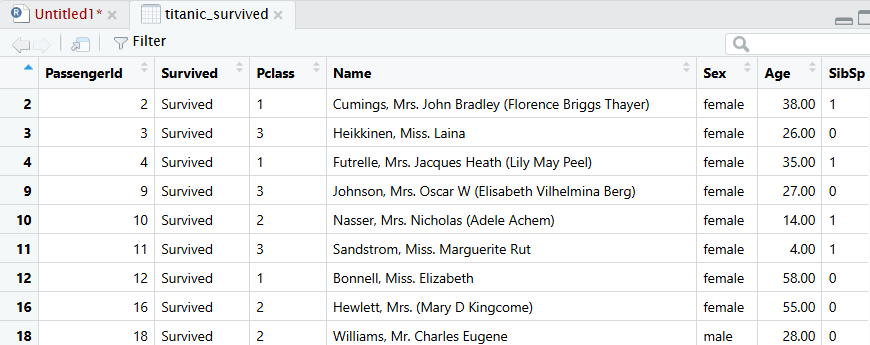 Untitled1* titanic_survived
Filter
PassengerId Survived Pclass Name Sex Age SibSp
2 2 Survived 1 Cumings, Mrs. John Bradley (Florence Briggs Thayer) female 38.00 1
3 3 Survived 3 Heikkinen, Miss. Laina female 26.00 0
4 4 Survived 1 Futrelle, Mrs. Jacques Heath (Lily May Peel) female 35.00 1
9 9 Survived 3 Johnson, Mrs. Oscar W (Elisabeth Vilhelmina Berg) female 27.00 0
10 10 Survived 2 Nasser, Mrs. Nicholas (Adele Achem) female 14.00 1
11 11 Survived 3 Sandstrom, Miss. Marguerite Rut female 4.00 1
12 12 Survived 1 Bonnell, Miss. Elizabeth female 58.00 0
16 16 Survived 2 Hewlett, Mrs. (Mary D Kingcome) female 55.00 0
18 18 Survived 2 Williams, Mr. Charles Eugene male 28.00 0